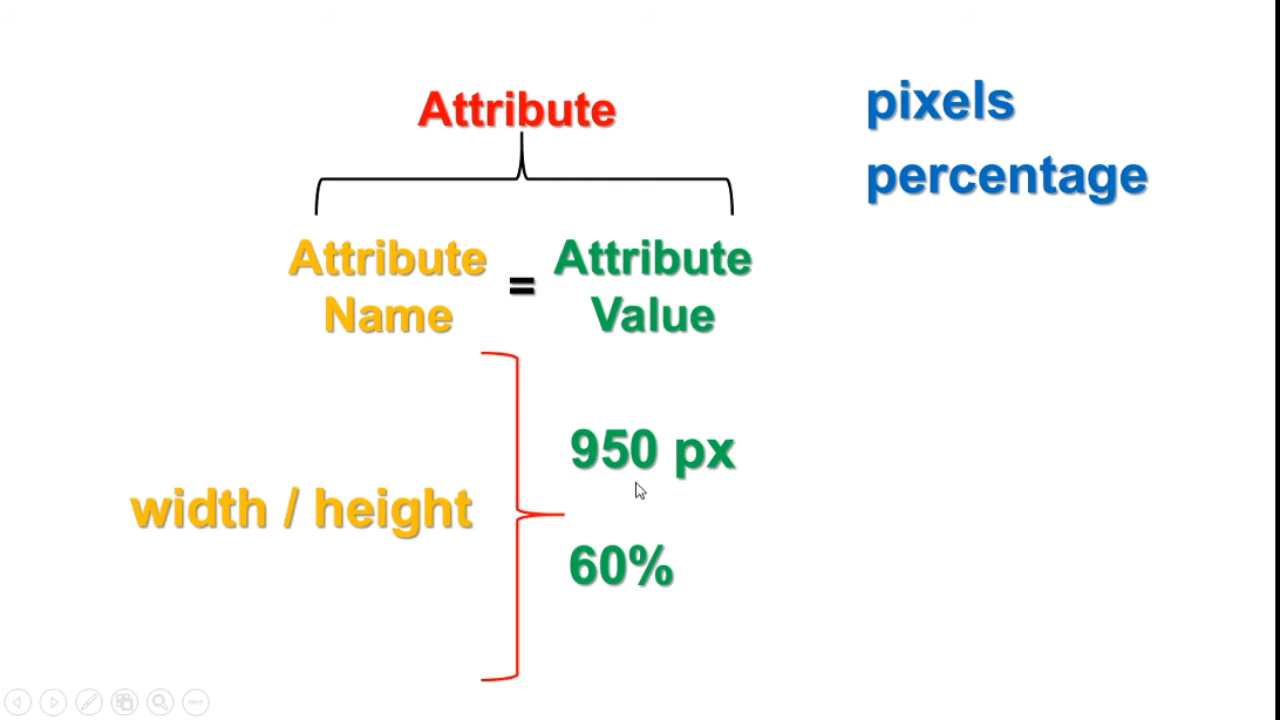 Attribute
pixels
percentage
Attribute
Name
=
Attribute
Value
width / height
950 px
60%